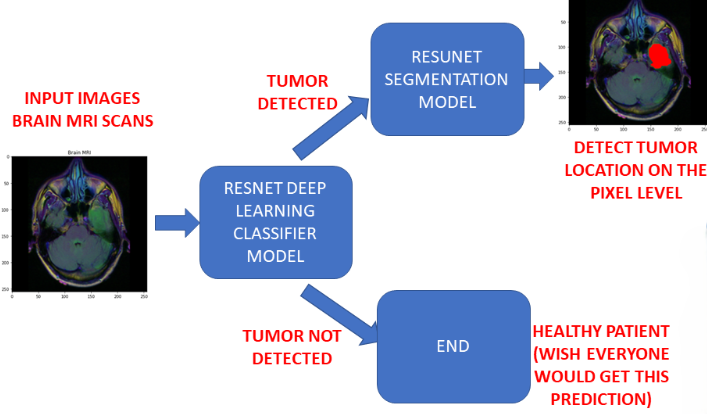 INPUT IMAGES
BRAIN MRI SCANS
Brain MRI
0
50
100
150
200
250
0 50 100 150 200 250
RESNET DEEP
LEARNING
CLASSIFIER
MODEL
TUMOR
DETECTED
RESUNET
SEGMENTATION
MODEL
50
100
150
200
250
0 50 100 150 200
DETECT TUMOR
LOCATION ON THE
PIXEL LEVEL
TUMOR NOT
DETECTED
END
HEALTHY PATIENT
(WISH EVERYONE
WOULD GET THIS
PREDICTION)